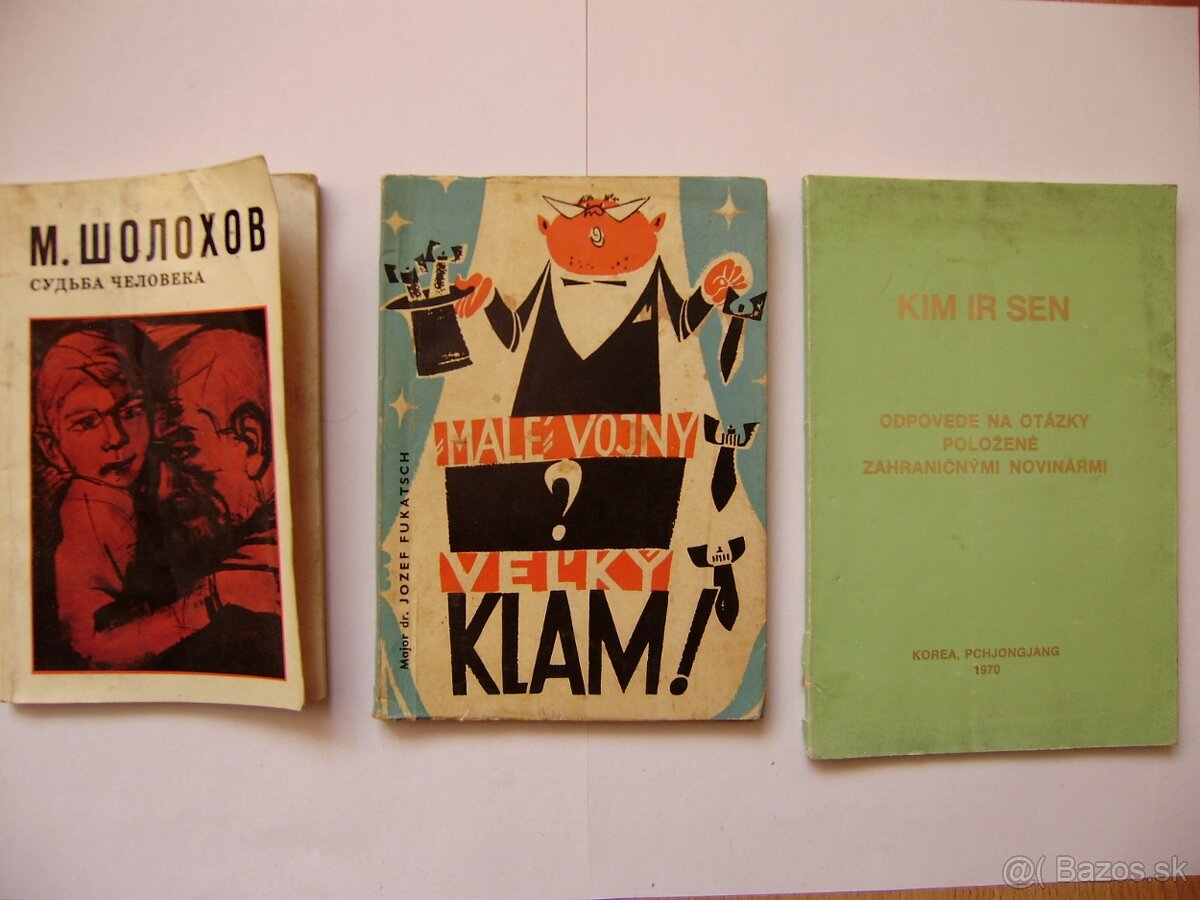 М. ШОЛОХОВ
СУДЬБА ЧЕЛОВЕКА
"MALÉ" VOJNY
?
VEĽKÝ
KLAM!
Major dr. JOZEF FUKATSCH
KIM IR SEN
ODPOVEDE NA OTÁZKY
POLOŽENÉ
ZAHRANIČNÝMI NOVINÁRMI
KOREA, PCHJONGJANG
1970
@( Bazos.sk